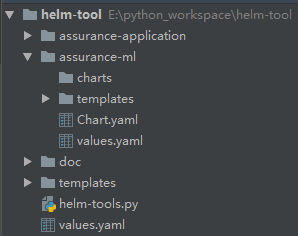 helm-tool E:\python_workspace\helm-tool
assurance-application
assurance-ml
charts
templates
Chart.yaml
values.yaml
doc
templates
helm-tools.py
values.yaml